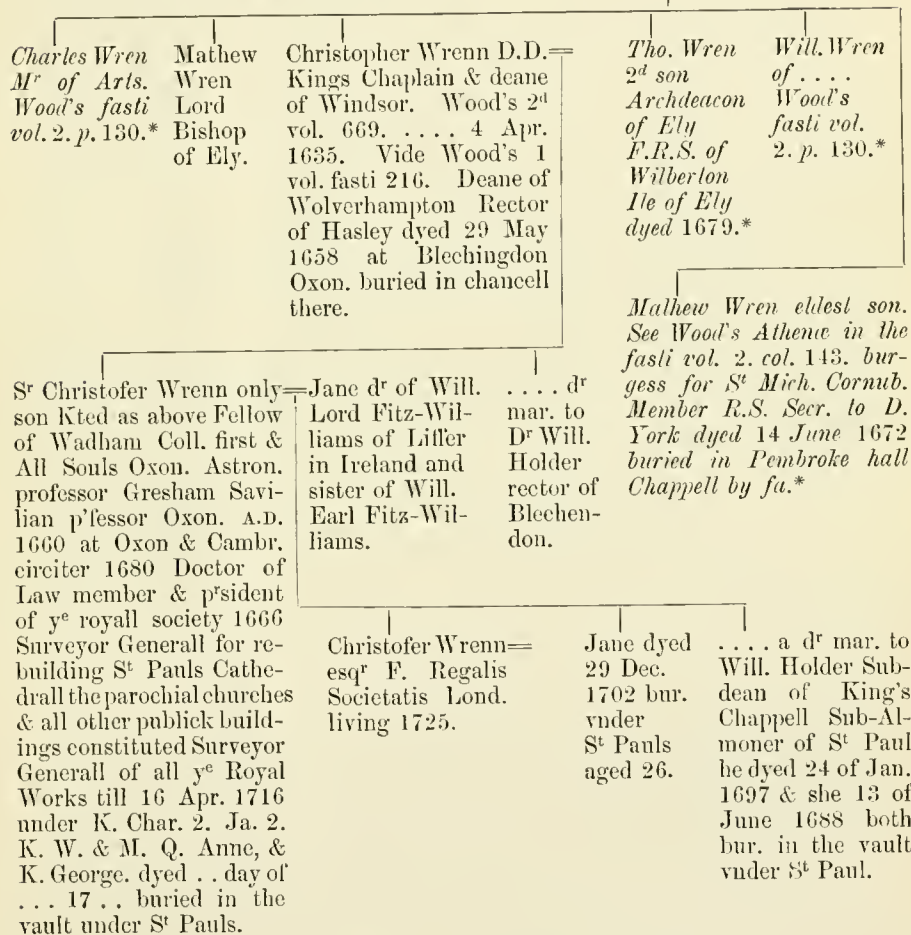 Charles Wren
Mʳ of Arts.
Wood's fasti
vol. 2. p. 130.*
Mathew
Wren
Lord
Bishop
of Ely.
Christopher Wrenn D.D.=
Kings Chaplain & deane
of Windsor. Wood's 2ᵈ
vol. 669. .... 4 Apr.
1635. Vide Wood's 1
vol. fasti 216. Deane of
Wolverhampton Rector
of Hasley dyed 29 May
1658 at Blechingdon
Oxon. buried in chancell
there.
Tho. Wren
2ᵈ son
Archdeacon
of Ely
F.R.S. of
Wilberton
Ile of Ely
dyed 1679.*
Will. Wren
of ....
Wood's
fasti vol.
2. p. 130.*
Mathew Wren eldest son.
See Wood's Athenæ in the
fasti vol. 2. col. 143. bur-
gess for Sᵗ Mich. Cornub.
Member R.S. Secr. to D.
York dyed 14 June 1672
buried in Pembroke hall
Chappell by fa.*
Sʳ Christofer Wrenn only=
son Kted as above Fellow
of Wadham Coll. first &
All Souls Oxon. Astron.
professor Gresham Savi-
lian p'fessor Oxon. A.D.
1660 at Oxon & Cambr.
circiter 1680 Doctor of
Law member & pʳsident
of yᵉ royall society 1666
Surveyor Generall for re-
building Sᵗ Pauls Cathe-
drall the parochial churches
& all other publick build-
ings constituted Surveyor
Generall of all yᵉ Royal
Works till 16 Apr. 1716
under K. Char. 2. Ja. 2.
K. W. & M. Q. Anne, &
K. George. dyed .. day of
... 17 .. buried in the
vault under Sᵗ Pauls.
Jane dʳ of Will.
Lord Fitz-Wil-
liams of Liffer
in Ireland and
sister of Will.
Earl Fitz-Wil-
liams.
.... dʳ
mar. to
Dʳ Will.
Holder
rector of
Blechen-
don.
Christofer Wrenn=
esqʳ F. Regalis
Societatis Lond.
living 1725.
Jane dyed
29 Dec.
1702 bur.
vnder
Sᵗ Pauls
aged 26.
.... a dʳ mar. to
Will. Holder Sub-
dean of King's
Chappell Sub-Al-
moner of Sᵗ Paul
he dyed 24 of Jan.
1697 & she 13 of
June 1688 both
bur. in the vault
vnder Sᵗ Paul.